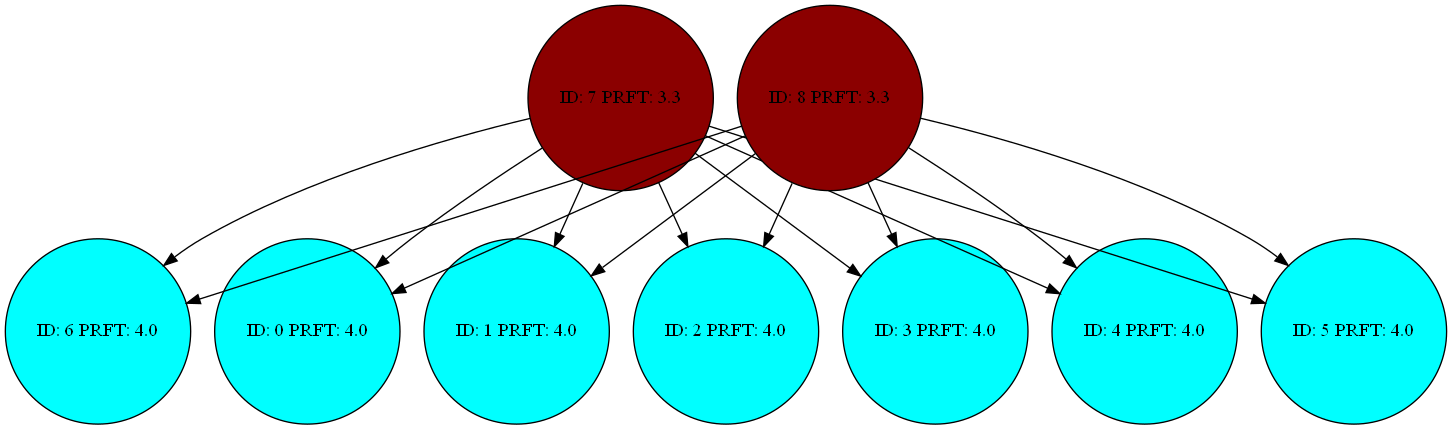 ID: 7 PRFT: 3.3
ID: 8 PRFT: 3.3
ID: 6 PRFT: 4.0
ID: 0 PRFT: 4.0
ID: 1 PRFT: 4.0
ID: 2 PRFT: 4.0
ID: 3 PRFT: 4.0
ID: 4 PRFT: 4.0
ID: 5 PRFT: 4.0